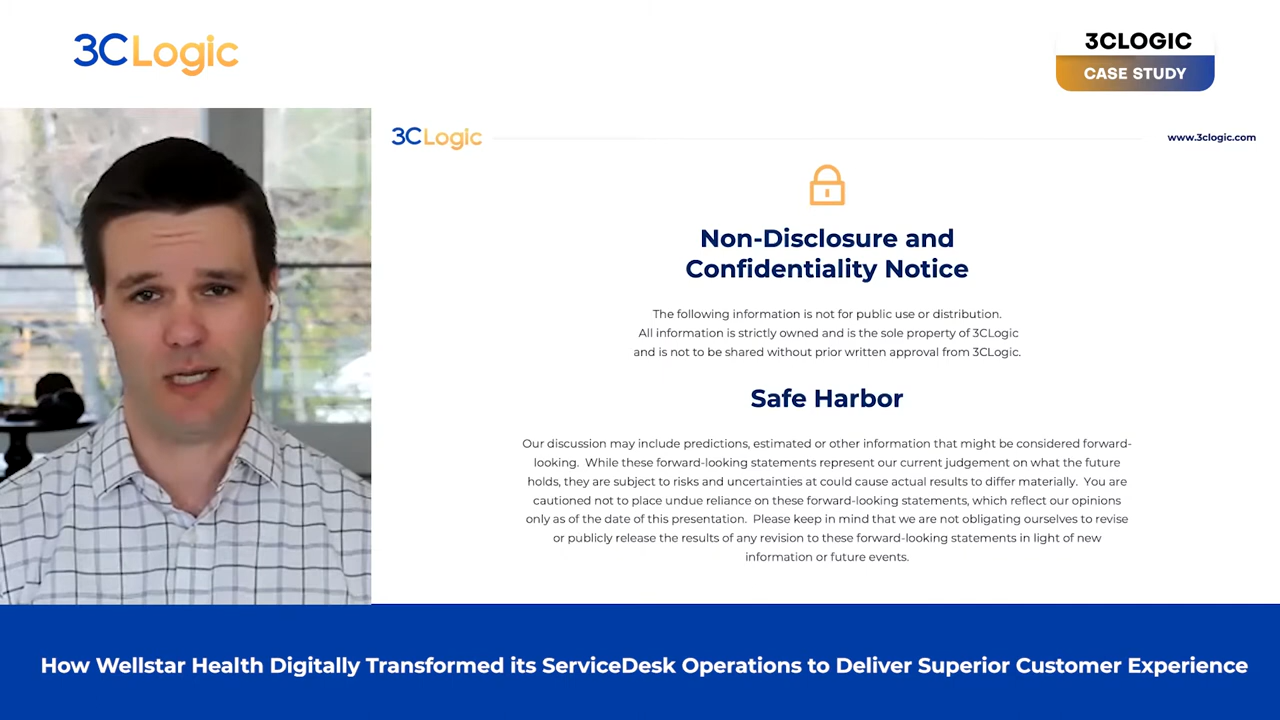 3CLogic
3CLOGIC
CASE STUDY
3CLogic
www.3clogic.com
Non-Disclosure and
Confidentiality Notice
The following information is not for public use or distribution.
All information is strictly owned and is the sole property of 3CLogic
and is not to be shared without prior written approval from 3CLogic.
Safe Harbor
Our discussion may include predictions, estimated or other information that might be considered forward-
looking. While these forward-looking statements represent our current judgement on what the future
holds, they are subject to risks and uncertainties at could cause actual results to differ materially. You are
cautioned not to place undue reliance on these forward-looking statements, which reflect our opinions
only as of the date of this presentation. Please keep in mind that we are not obligating ourselves to revise
or publicly release the results of any revision to these forward-looking statements in light of new
information or future events.
How Wellstar Health Digitally Transformed its ServiceDesk Operations to Deliver Superior Customer Experience